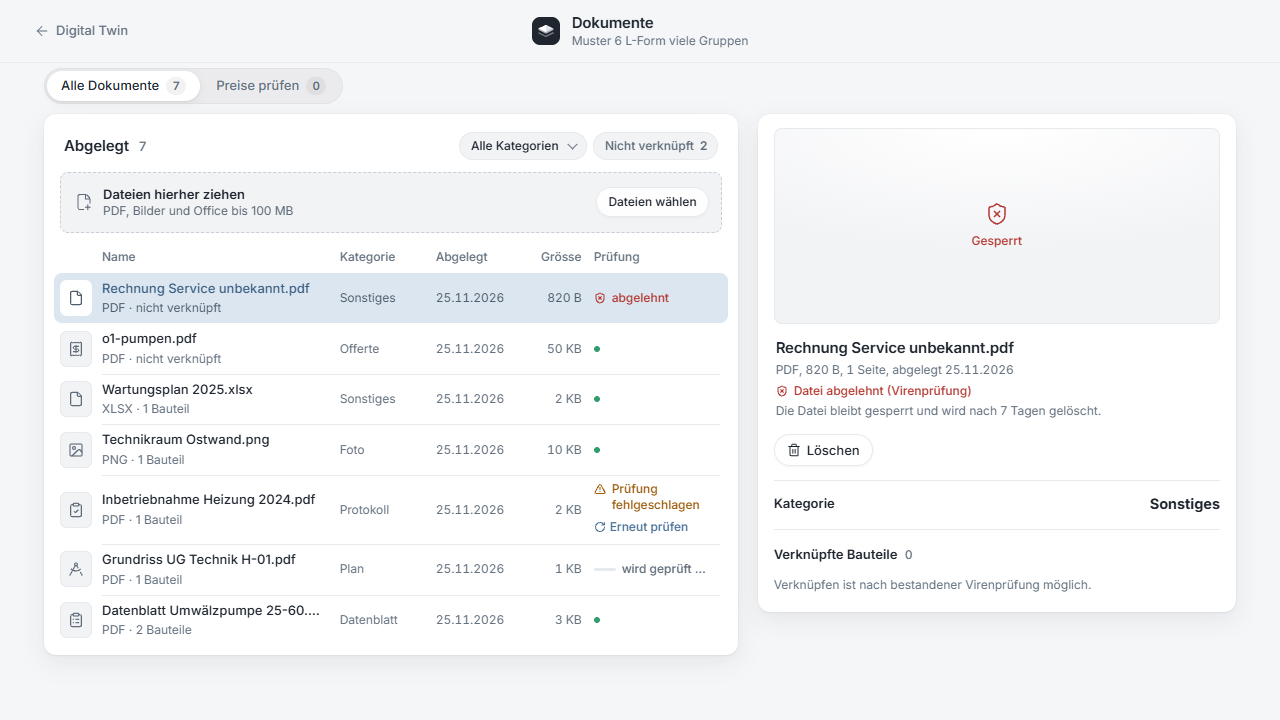 Digital Twin
Dokumente
Muster 6 L-Form viele Gruppen
Alle Dokumente 7
Preise prüfen 0
Abgelegt 7
Alle Kategorien
Nicht verknüpft 2
Dateien hierher ziehen
PDF, Bilder und Office bis 100 MB
Dateien wählen
Name Kategorie Abgelegt Grösse Prüfung
Rechnung Service unbekannt.pdf
PDF · nicht verknüpft
Sonstiges 25.11.2026 820 B abgelehnt
o1-pumpen.pdf
PDF · nicht verknüpft
Offerte 25.11.2026 50 KB
Wartungsplan 2025.xlsx
XLSX · 1 Bauteil
Sonstiges 25.11.2026 2 KB
Technikraum Ostwand.png
PNG · 1 Bauteil
Foto 25.11.2026 10 KB
Inbetriebnahme Heizung 2024.pdf
PDF · 1 Bauteil
Protokoll 25.11.2026 2 KB
Prüfung
fehlgeschlagen
Erneut prüfen
Grundriss UG Technik H-01.pdf
PDF · 1 Bauteil
Plan 25.11.2026 1 KB wird geprüft ...
Datenblatt Umwälzpumpe 25-60....
PDF · 2 Bauteile
Datenblatt 25.11.2026 3 KB
Gesperrt
Rechnung Service unbekannt.pdf
PDF, 820 B, 1 Seite, abgelegt 25.11.2026
Datei abgelehnt (Virenprüfung)
Die Datei bleibt gesperrt und wird nach 7 Tagen gelöscht.
Löschen
Kategorie Sonstiges
Verknüpfte Bauteile 0
Verknüpfen ist nach bestandener Virenprüfung möglich.